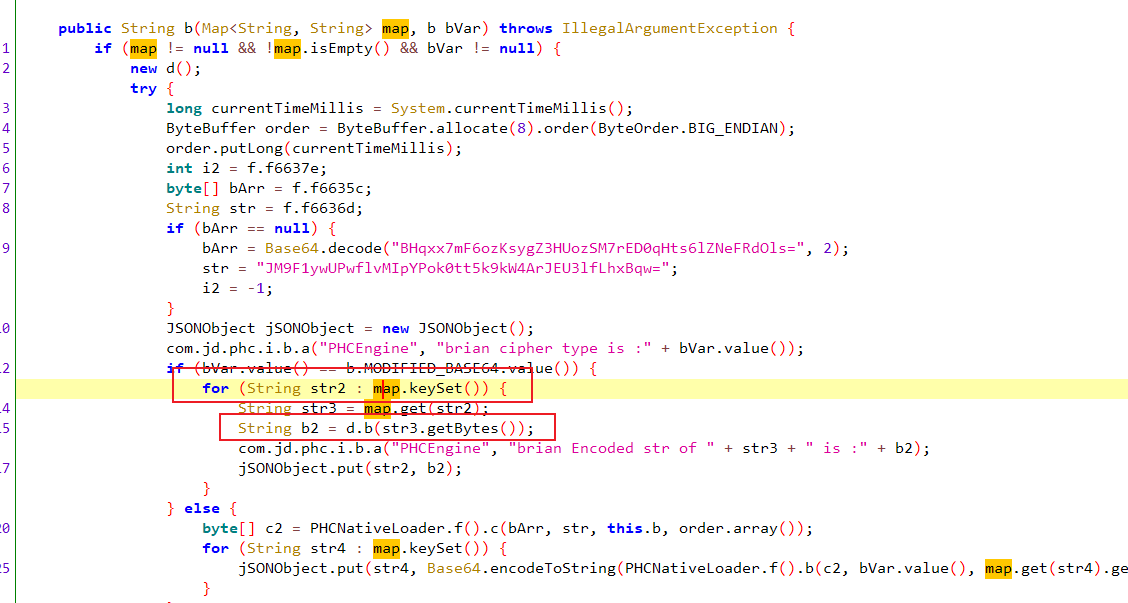 public String b(Map<String, String> map, b bVar) throws IllegalArgumentException {
1 if (map != null && !map.isEmpty() && bVar != null) {
2 new d();
try {
3 long currentTimeMillis = System.currentTimeMillis();
4 ByteBuffer order = ByteBuffer.allocate(8).order(ByteOrder.BIG_ENDIAN);
5 order.putLong(currentTimeMillis);
6 int i2 = f.f6637e;
7 byte[] bArr = f.f6635c;
8 String str = f.f6636d;
if (bArr == null) {
9 bArr = Base64.decode("BHqxx7mF6ozKsygZ3HUozSM7rED0qHts6lZNeFRdOls=", 2);
str = "JM9F1ywUPwflvMIpYPok0tt5k9kW4ArJEU3lfLhxBqw=";
i2 = -1;
}
0 JSONObject jSONObject = new JSONObject();
com.jd.phc.i.b.a("PHCEngine", "brian cipher type is :" + bVar.value());
2 if (bVar.value() == b.MODIFIED_BASE64.value()) {
for (String str2 : map.keySet()) {
4 String str3 = map.get(str2);
5 String b2 = d.b(str3.getBytes());
com.jd.phc.i.b.a("PHCEngine", "brian Encoded str of " + str3 + " is :" + b2);
7 jSONObject.put(str2, b2);
}
} else {
20 byte[] c2 = PHCNativeLoader.f().c(bArr, str, this.b, order.array());
for (String str4 : map.keySet()) {
25 jSONObject.put(str4, Base64.encodeToString(PHCNativeLoader.f().b(c2, bVar.value(), map.get(str4).ge
}